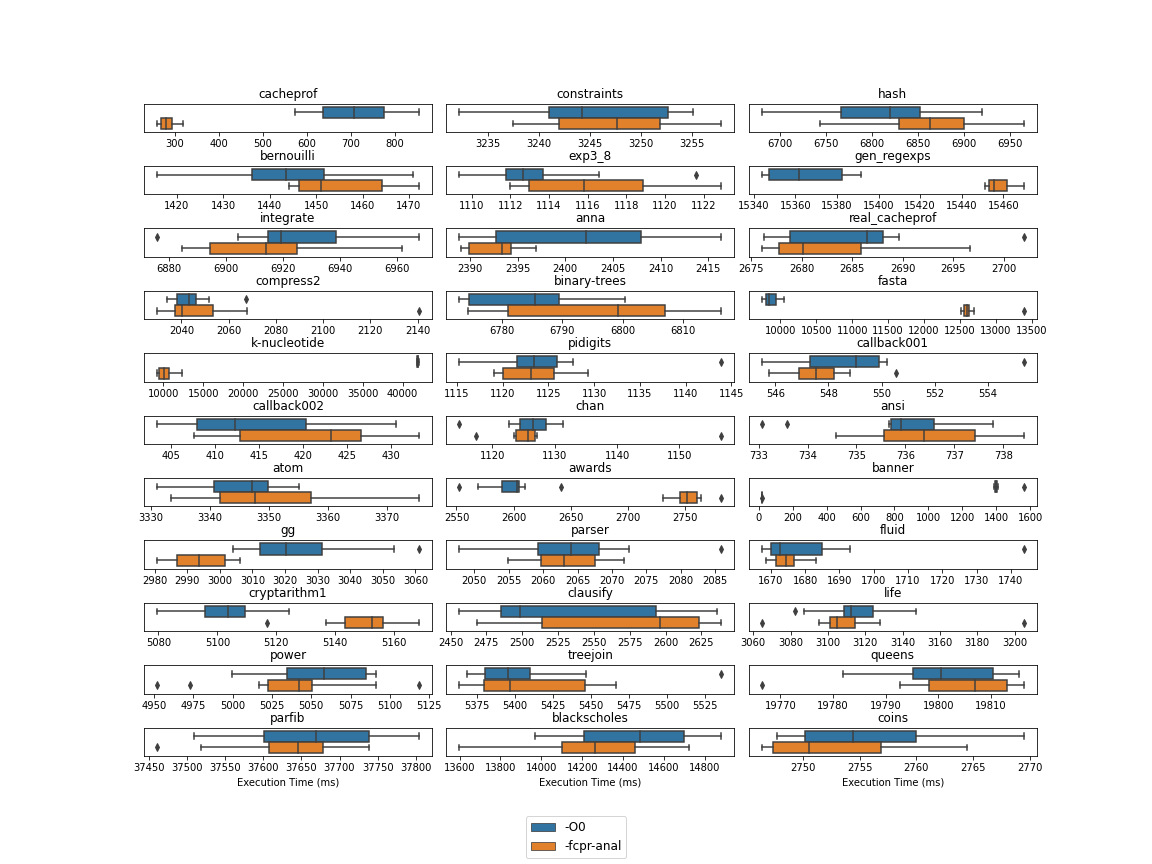 cacheprof constraints hash
300 400 500 600 700 800 3235 3240 3245 3250 3255 6700 6750 6800 6850 6900 6950
bernouilli exp3_8 gen_regexps
1420 1430 1440 1450 1460 1470 1110 1112 1114 1116 1118 1120 1122 15340 15360 15380 15400 15420 15440 15460
integrate anna real_cacheprof
6880 6900 6920 6940 6960 2390 2395 2400 2405 2410 2415 2675 2680 2685 2690 2695 2700
compress2 binary-trees fasta
2040 2060 2080 2100 2120 2140 6780 6790 6800 6810 10000 10500 11000 11500 12000 12500 13000 13500
k-nucleotide pidigits callback001
10000 15000 20000 25000 30000 35000 40000 1115 1120 1125 1130 1135 1140 1145 546 548 550 552 554
callback002 chan ansi
405 410 415 420 425 430 1120 1130 1140 1150 733 734 735 736 737 738
atom awards banner
3330 3340 3350 3360 3370 2550 2600 2650 2700 2750 0 200 400 600 800 1000 1200 1400 1600
gg parser fluid
2980 2990 3000 3010 3020 3030 3040 3050 3060 2050 2055 2060 2065 2070 2075 2080 2085 1670 1680 1690 1700 1710 1720 1730 1740
cryptarithm1 clausify life
5080 5100 5120 5140 5160 2450 2475 2500 2525 2550 2575 2600 2625 3060 3080 3100 3120 3140 3160 3180 3200
power treejoin queens
4950 4975 5000 5025 5050 5075 5100 5125 5375 5400 5425 5450 5475 5500 5525 19770 19780 19790 19800 19810
parfib blackscholes coins
37450 37500 37550 37600 37650 37700 37750 37800 13600 13800 14000 14200 14400 14600 14800 2750 2755 2760 2765 2770
Execution Time (ms) Execution Time (ms) Execution Time (ms)
-O0
-fcpr-anal